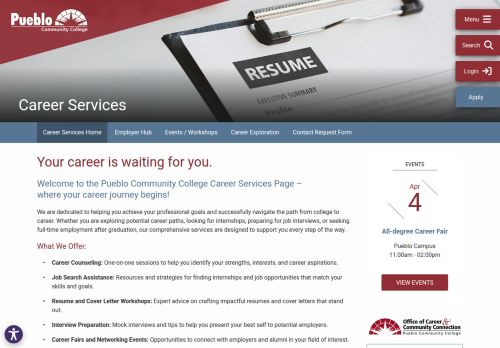 Pueblo
Community College
Menu
Search
Login
Apply
RESUME
EXECUTIVE SUMMARY
Profile
Career Services
Career Services Home
Employer Hub
Events / Workshops
Career Exploration
Contact Request Form
Your career is waiting for you.
Welcome to the Pueblo Community College Career Services Page –
where your career journey begins!
We are dedicated to helping you achieve your professional goals and successfully navigate the path from college to
career. Whether you are exploring potential career paths, looking for internships, preparing for job interviews, or seeking
full-time employment after graduation, our comprehensive services are designed to support you every step of the way.
What We Offer:
• Career Counseling: One-on-one sessions to help you identify your strengths, interests, and career aspirations.
• Job Search Assistance: Resources and strategies for finding internships and job opportunities that match your
skills and goals.
• Resume and Cover Letter Workshops: Expert advice on crafting impactful resumes and cover letters that stand
out.
• Interview Preparation: Mock interviews and tips to help you present your best self to potential employers.
• Career Fairs and Networking Events: Opportunities to connect with employers and alumni in your field of interest.
EVENTS
Apr
4
All-degree Career Fair
Pueblo Campus
11:00am - 02:00pm
VIEW EVENTS
Office of Career &
Community Connection
Pueblo Community College